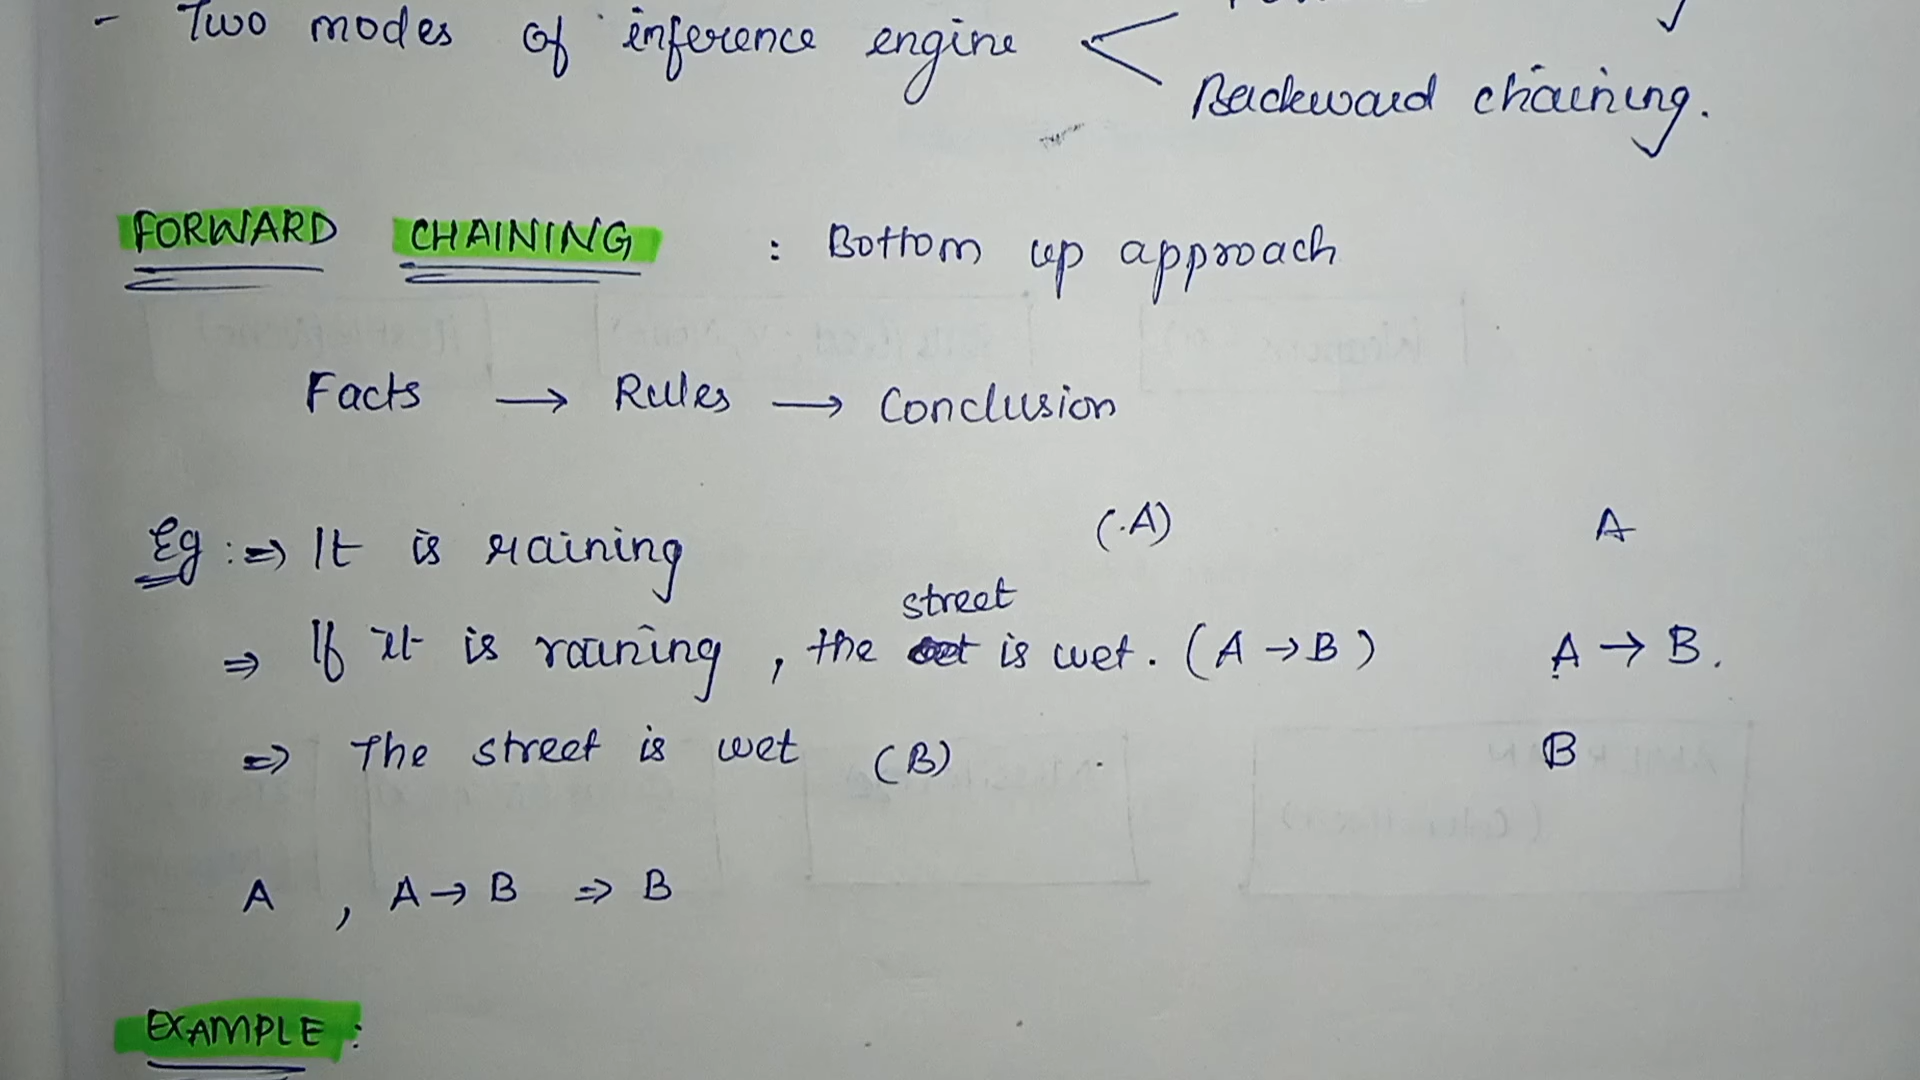 - Two modes of inference engine <
Backward chaining.
FORWARD CHAINING : Bottom up approach
Facts → Rules → Conclusion
Eg :⇒ It is raining (A) A
street
⇒ If it is raining, the is wet. (A → B) A → B.
⇒ The street is wet (B) B
A , A → B ⇒ B
EXAMPLE :